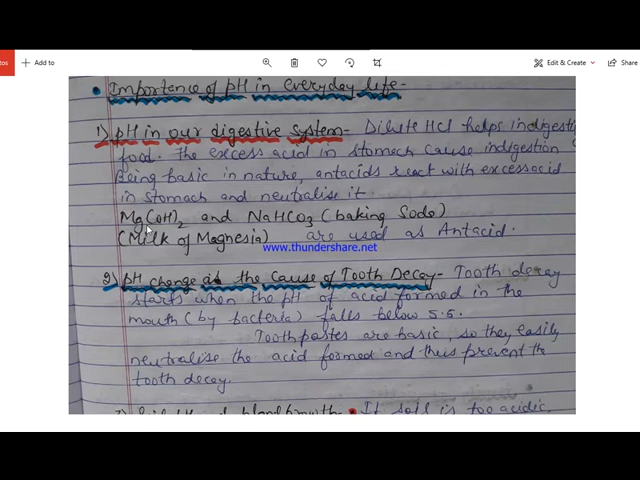 Add to
Edit & Create
Share
Importance of pH in everyday life-
1) pH in our digestive system- Dilute HCl helps in digesti
food. The excess acid in stomach cause indigestion
Being basic in nature, antacids react with excess acid
in stomach and neutralise it
Mg(OH)2 and NaHCO3 (baking Soda)
(Milk of Magnesia) are used as Antacid.
www.thundershare.net
2) pH change as the cause of Tooth Decay- Tooth decay
starts when the pH of acid formed in the
mouth (by bacteria) falls below 5.5.
Toothpastes are basic, so they easily
neutralise the acid formed and thus prevent th
tooth decay.
It soil is too acidic